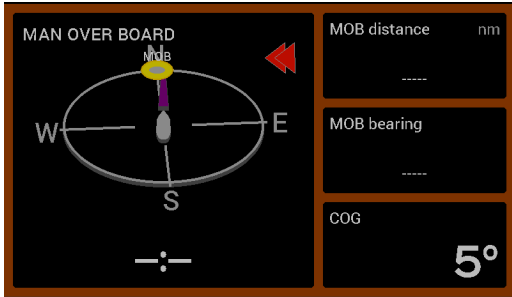 MAN OVER BOARD
N
MOB
W
E
S
-:-
MOB distance nm
-----
MOB bearing
-----
COG
5°